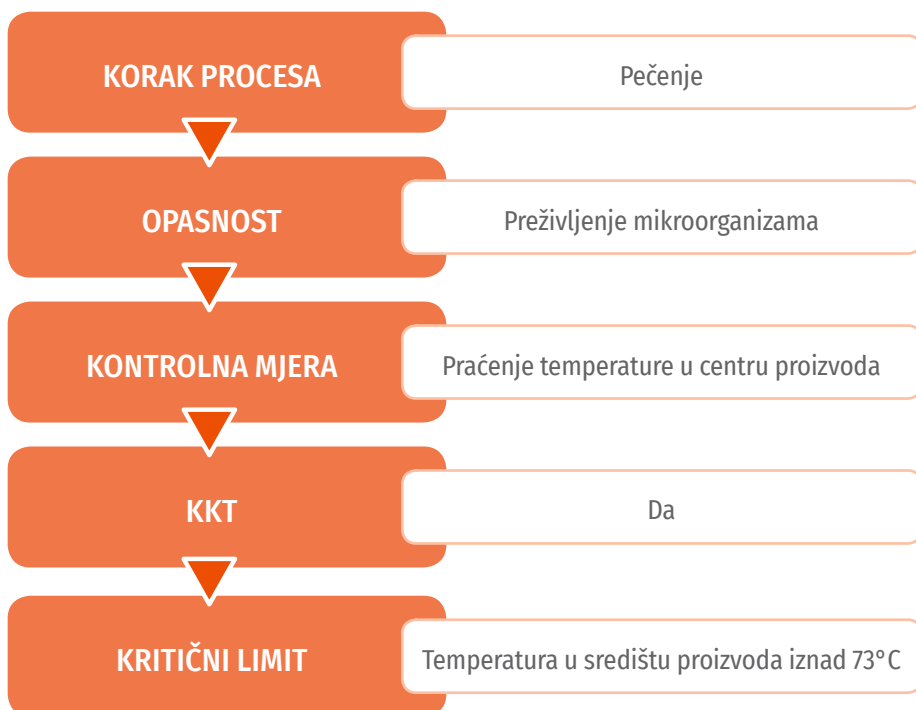 KORAK PROCESA
Pečenje
OPASNOST
Preživljenje mikroorganizama
KONTROLNA MJERA
Praćenje temperature u centru proizvoda
KKT
Da
KRITIČNI LIMIT
Temperatura u središtu proizvoda iznad 73°C